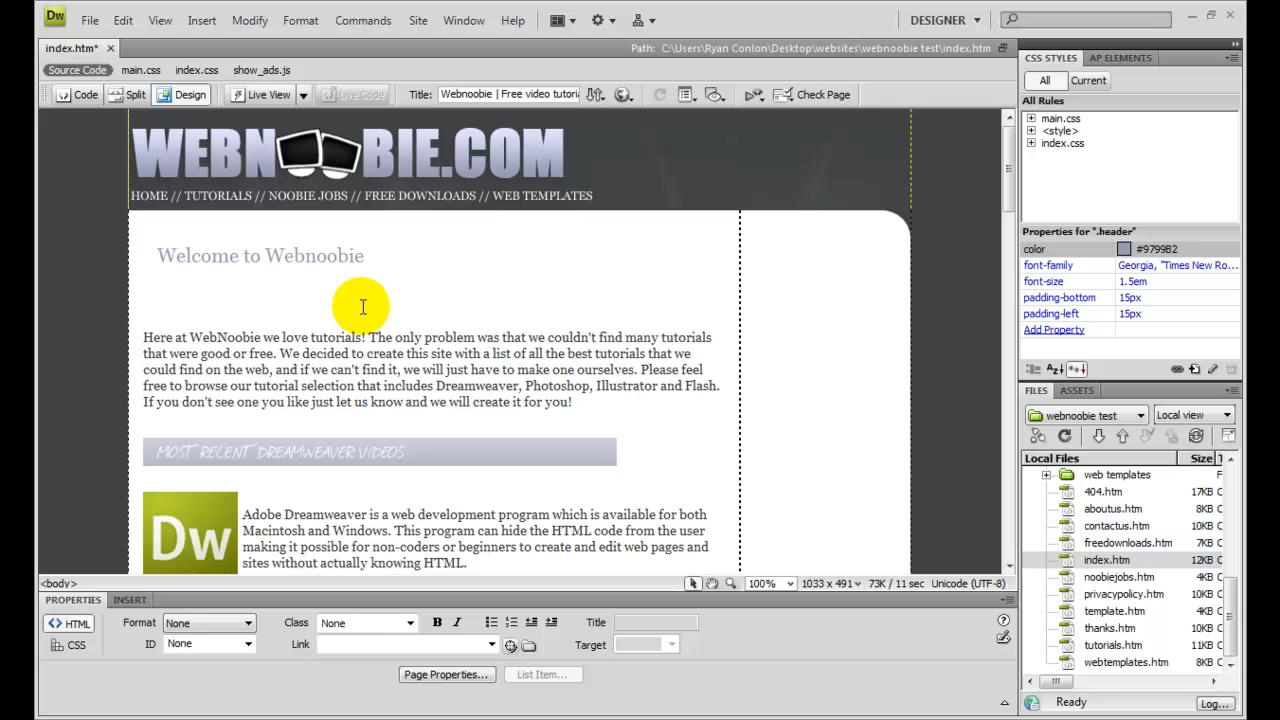 Dw File Edit View Insert Modify Format Commands Site Window Help DESIGNER
index.htm* Path: C:\Users\Ryan Conlon\Desktop\websites\webnoobie test\index.htm
Source Code main.css index.css show_ads.js
Code Split Design Live View Live Code Title: Webnoobie | Free video tutori Check Page
WEBNOOBIE.COM
HOME // TUTORIALS // NOOBIE JOBS // FREE DOWNLOADS // WEB TEMPLATES
Welcome to Webnoobie
Here at WebNoobie we love tutorials! The only problem was that we couldn't find many tutorials
that were good or free. We decided to create this site with a list of all the best tutorials that we
could find on the web, and if we can't find it, we will just have to make one ourselves. Please feel
free to browse our tutorial selection that includes Dreamweaver, Photoshop, Illustrator and Flash.
If you don't see one you like just let us know and we will create it for you!
MOST RECENT DREAMWEAVER VIDEOS
Dw
Adobe Dreamweaver is a web development program which is available for both
Macintosh and Windows. This program can hide the HTML code from the user
making it possible for non-coders or beginners to create and edit web pages and
sites without actually knowing HTML.
<body> 100% 1033 x 491 73K / 11 sec Unicode (UTF-8)
PROPERTIES INSERT
HTML Format None Class None B I Title
CSS ID None Link Target
Page Properties... List Item...
CSS STYLES AP ELEMENTS
All Current
All Rules
main.css
<style>
index.css
Properties for ".header"
color #9799B2
font-family Georgia, "Times New Ro...
font-size 1.5em
padding-bottom 15px
padding-left 15px
Add Property
FILES ASSETS
webnoobie test Local view
Local Files Size T
web templates F
404.htm 17KB C
aboutus.htm 8KB C
contactus.htm 10KB C
freedownloads.htm 7KB C
index.htm 12KB C
noobiejobs.htm 4KB C
privacypolicy.htm 10KB C
template.htm 4KB C
thanks.htm 10KB C
tutorials.htm 11KB C
webtemplates.htm 10KB C
Ready Log...